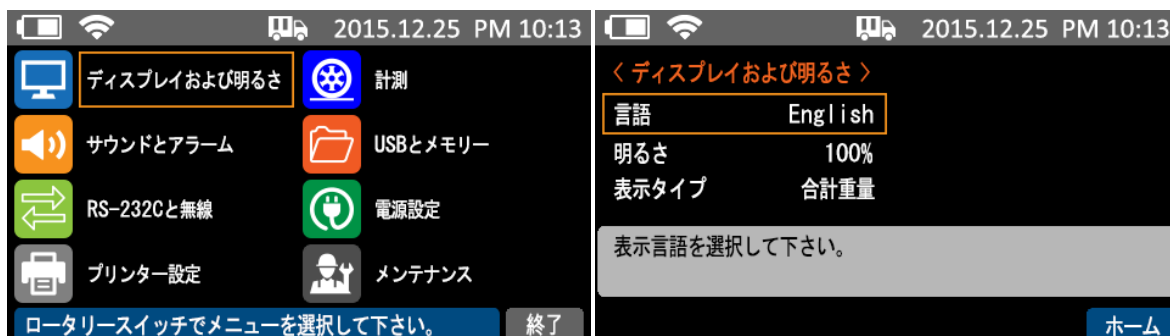 2015.12.25 PM 10:13
ディスプレイおよび明るさ
計測
サウンドとアラーム
USBとメモリー
RS-232Cと無線
電源設定
プリンター設定
メンテナンス
ロータリースイッチでメニューを選択して下さい。
終了
2015.12.25 PM 10:13
〈 ディスプレイおよび明るさ 〉
言語 English
明るさ 100%
表示タイプ 合計重量
表示言語を選択して下さい。
ホーム